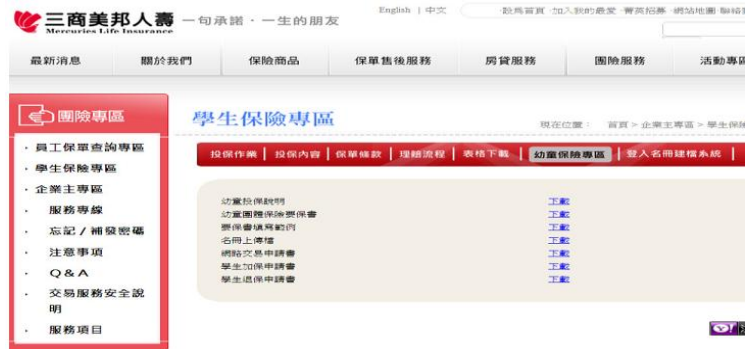 English | 中文
設為首頁 ·加入我的最愛 ·菁英招募 ·網站地圖·聯絡
三商美邦人壽 一句承諾．一生的朋友
Mercuries Life Insurance
最新消息 關於我們 保險商品 保單售後服務 房貸服務 團險服務 活動專區
團險專區
學生保險專區
現在位置： 首頁 > 企業主專區 > 學生保險
· 員工保單查詢專區
· 學生保險專區
· 企業主專區
· 服務專線
· 忘記／補發密碼
· 注意事項
· Q & A
· 交易服務安全說
明
· 服務項目
投保作業 | 投保內容 | 保單條款 | 理賠流程 | 表格下載 | 幼童保險專區 | 登入名冊建檔系統 |
幼童投保說明 下載
幼童團體保險要保書 下載
要保書填寫範例 下載
名冊上傳檔 下載
網路交易申請書 下載
學生加保申請書 下載
學生退保申請書 下載
Y!